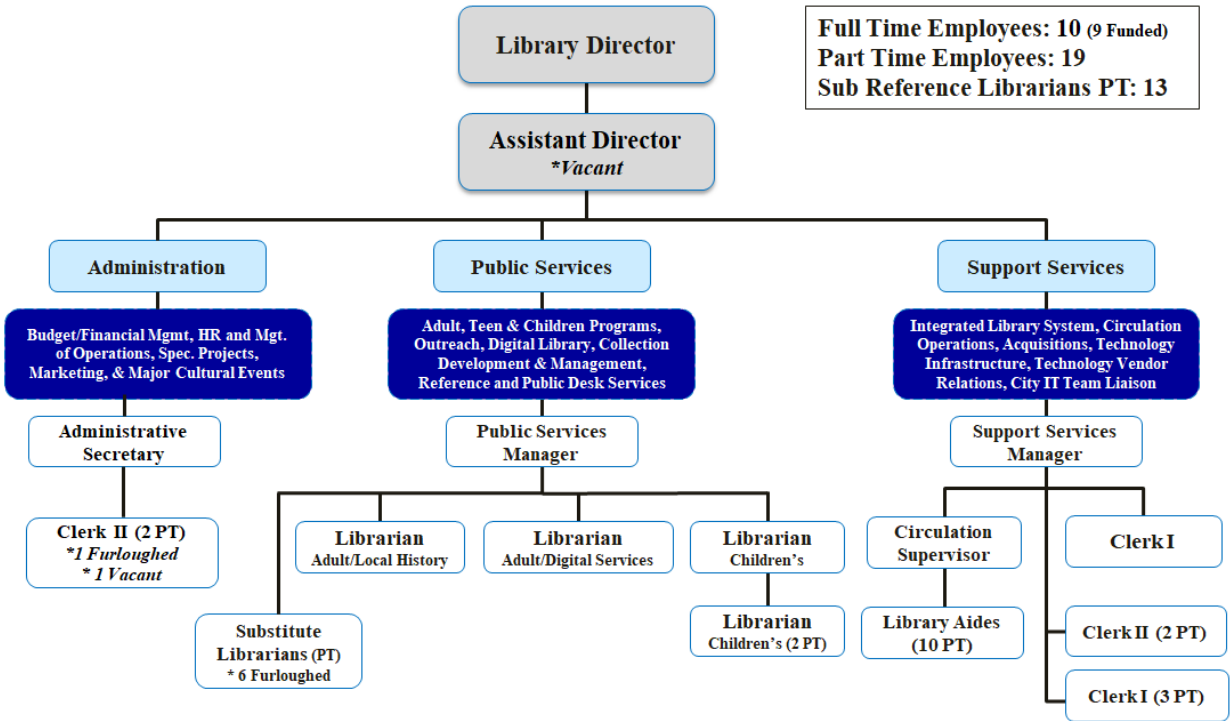 Library Director
Full Time Employees: 10 (9 Funded)
Part Time Employees: 19
Sub Reference Librarians PT: 13
Assistant Director
*Vacant
Administration
Public Services
Support Services
Budget/Financial Mgmt, HR and Mgt.
of Operations, Spec. Projects,
Marketing, & Major Cultural Events
Adult, Teen & Children Programs,
Outreach, Digital Library, Collection
Development & Management,
Reference and Public Desk Services
Integrated Library System, Circulation
Operations, Acquisitions, Technology
Infrastructure, Technology Vendor
Relations, City IT Team Liaison
Administrative
Secretary
Public Services
Manager
Support Services
Manager
Clerk II (2 PT)
*1 Furloughed
* 1 Vacant
Librarian
Adult/Local History
Librarian
Adult/Digital Services
Librarian
Children's
Circulation
Supervisor
Clerk I
Substitute
Librarians (PT)
* 6 Furloughed
Librarian
Children's (2 PT)
Library Aides
(10 PT)
Clerk II (2 PT)
Clerk I (3 PT)